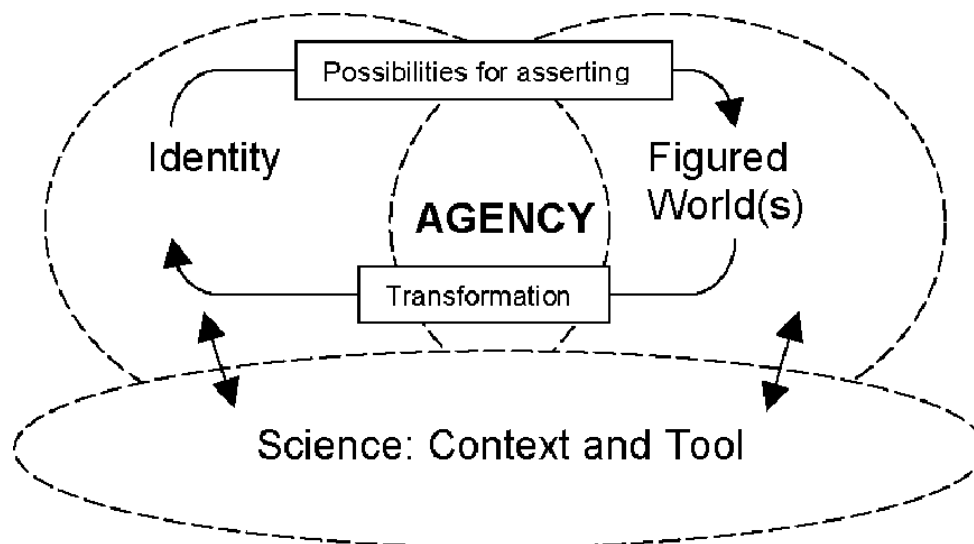 Possibilities for asserting
Identity
Figured
World(s)
AGENCY
Transformation
Science: Context and Tool